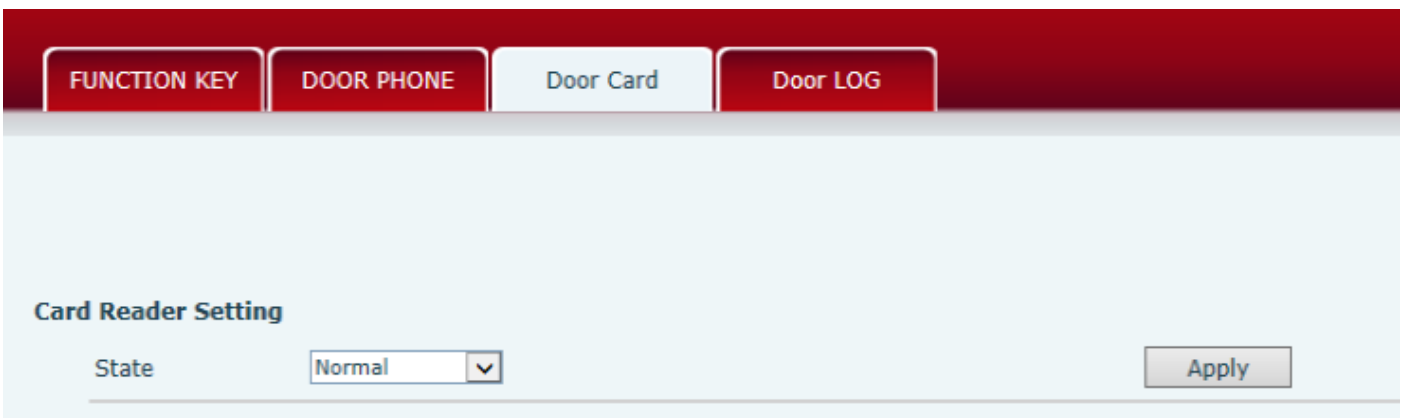 FUNCTION KEY DOOR PHONE Door Card Door LOG
Card Reader Setting
State Normal Apply